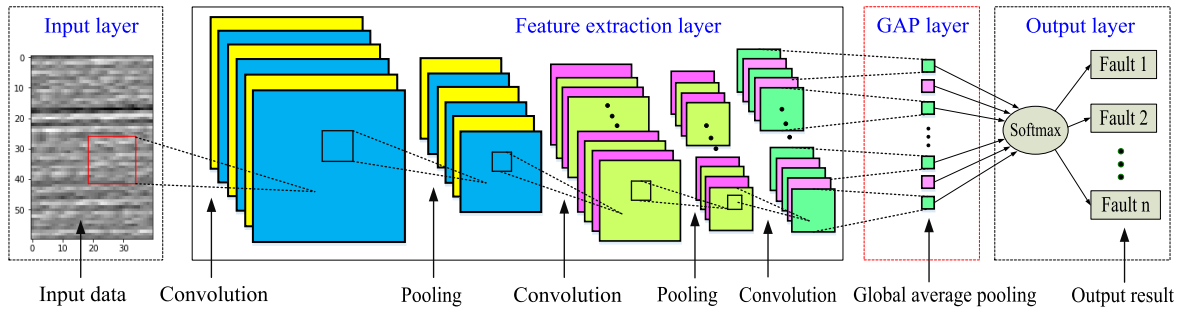 Input layer
Feature extraction layer
GAP layer
Output layer
0
10
20
30
40
50
0 10 20 30
Softmax
Fault 1
Fault 2
Fault n
Input data
Convolution
Pooling
Convolution
Pooling
Convolution
Global average pooling
Output result